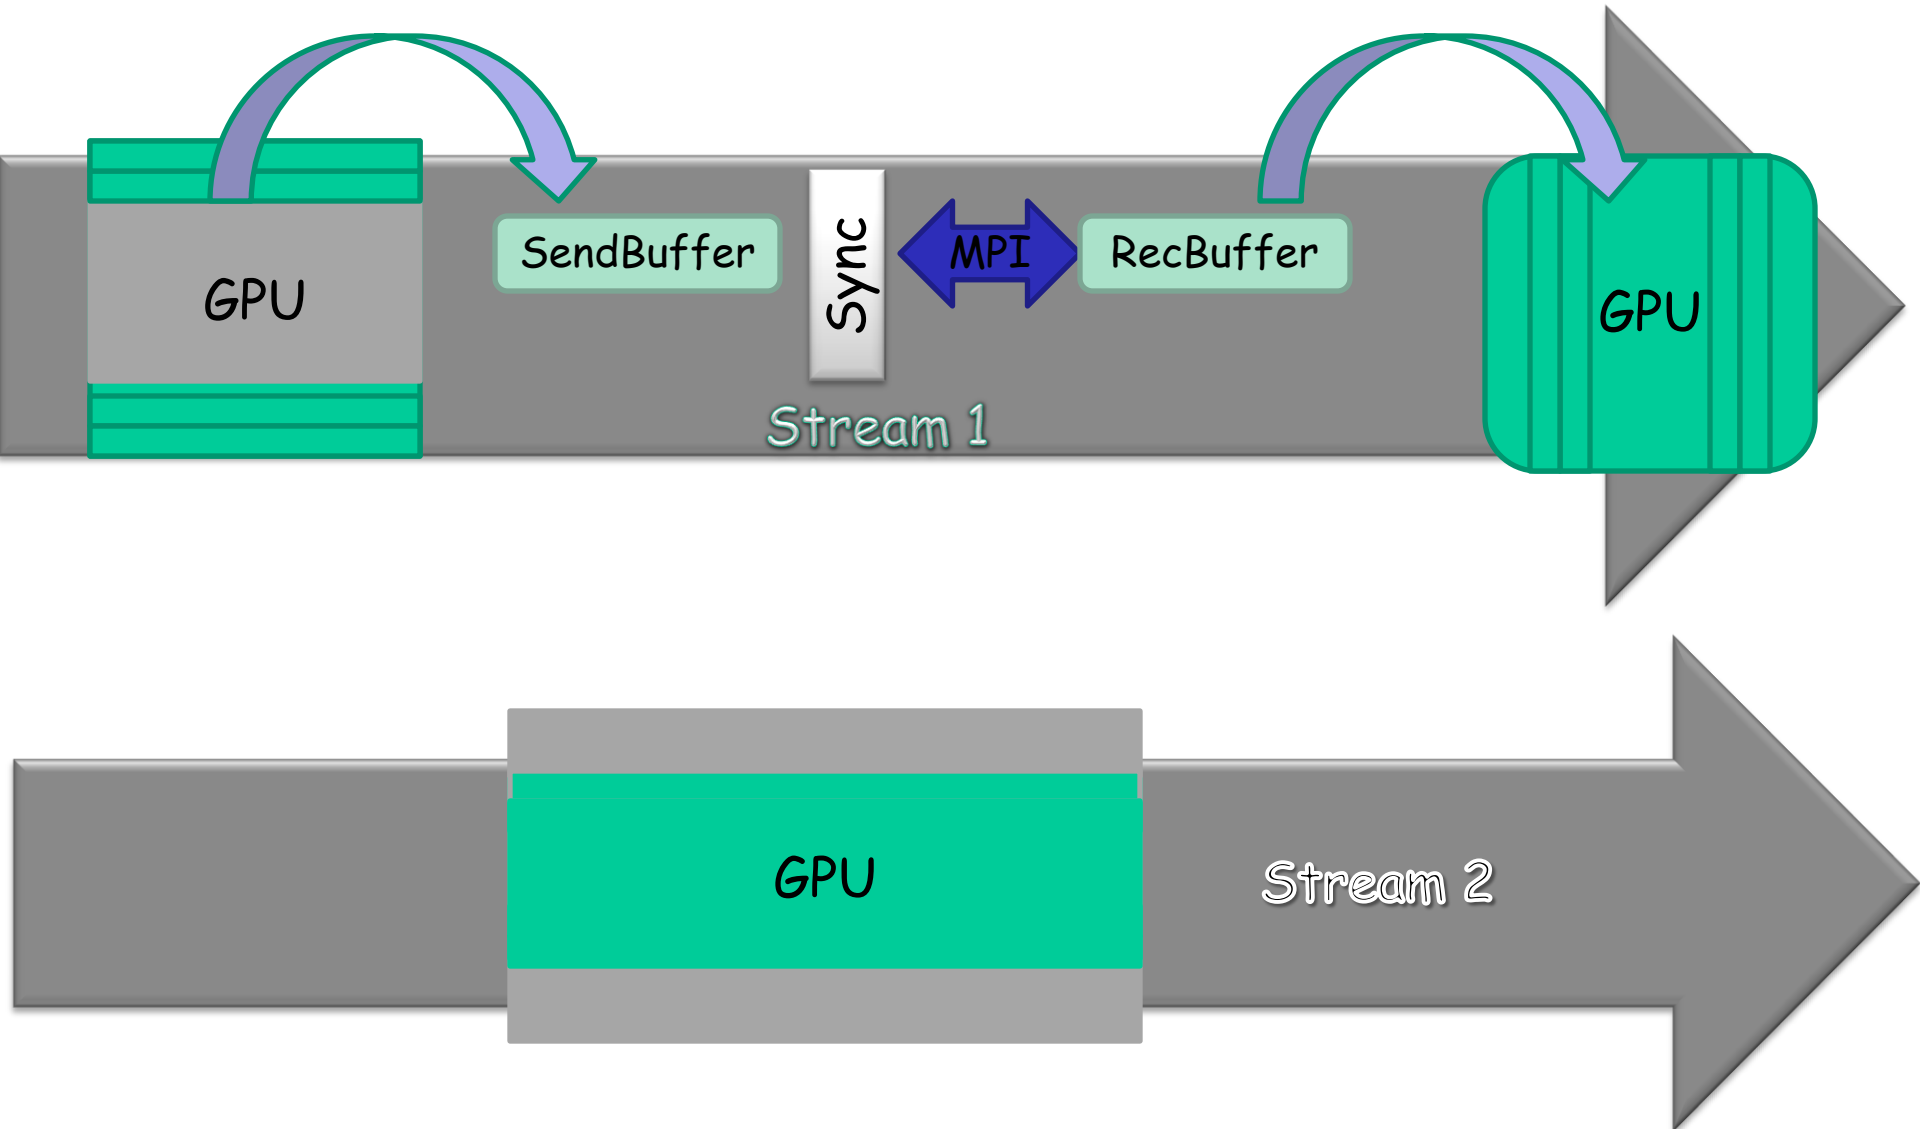 GPU
SendBuffer
Sync
MPI
RecBuffer
GPU
Stream 1
GPU
Stream 2